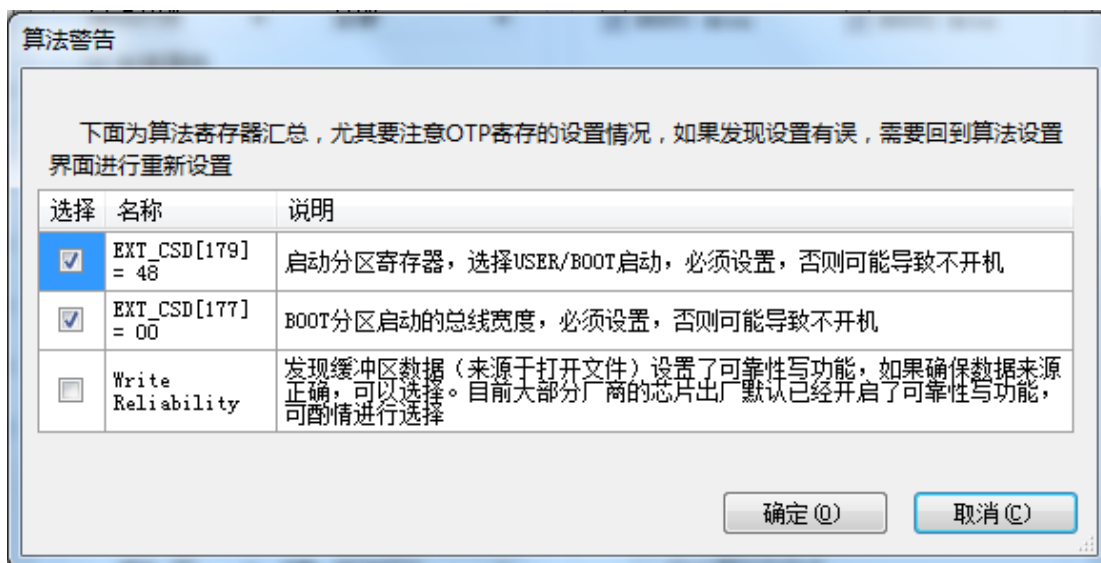 算法警告
下面为算法寄存器汇总，尤其要注意OTP寄存的设置情况，如果发现设置有误，需要回到算法设置
界面进行重新设置
选择 名称 说明
EXT_CSD[179]
= 48
启动分区寄存器，选择USER/BOOT启动，必须设置，否则可能导致不开机
EXT_CSD[177]
= 00
BOOT分区启动的总线宽度，必须设置，否则可能导致不开机
Write
Reliability
发现缓冲区数据（来源于打开文件）设置了可靠性写功能，如果确保数据来源
正确，可以选择。目前大部分厂商的芯片出厂默认已经开启了可靠性写功能，
可酌情进行选择
确定(O) 取消(C)